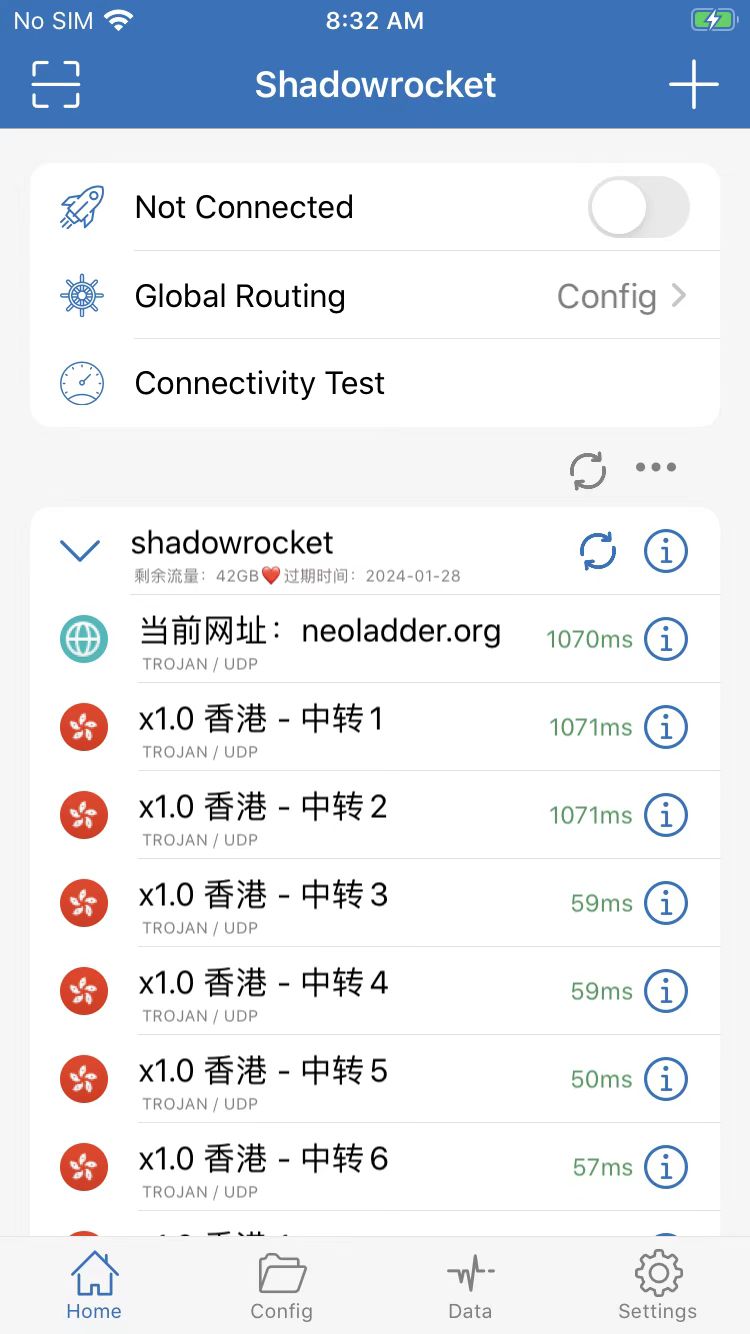 No SIM 8:32 AM
Shadowrocket
Not Connected
Global Routing Config
Connectivity Test
shadowrocket
剩余流量：42GB❤️过期时间：2024-01-28
当前网址：neoladder.org 1070ms
TROJAN / UDP
x1.0 香港 - 中转1 1071ms
TROJAN / UDP
x1.0 香港 - 中转2 1071ms
TROJAN / UDP
x1.0 香港 - 中转3 59ms
TROJAN / UDP
x1.0 香港 - 中转4 59ms
TROJAN / UDP
x1.0 香港 - 中转5 50ms
TROJAN / UDP
x1.0 香港 - 中转6 57ms
TROJAN / UDP
Home Config Data Settings